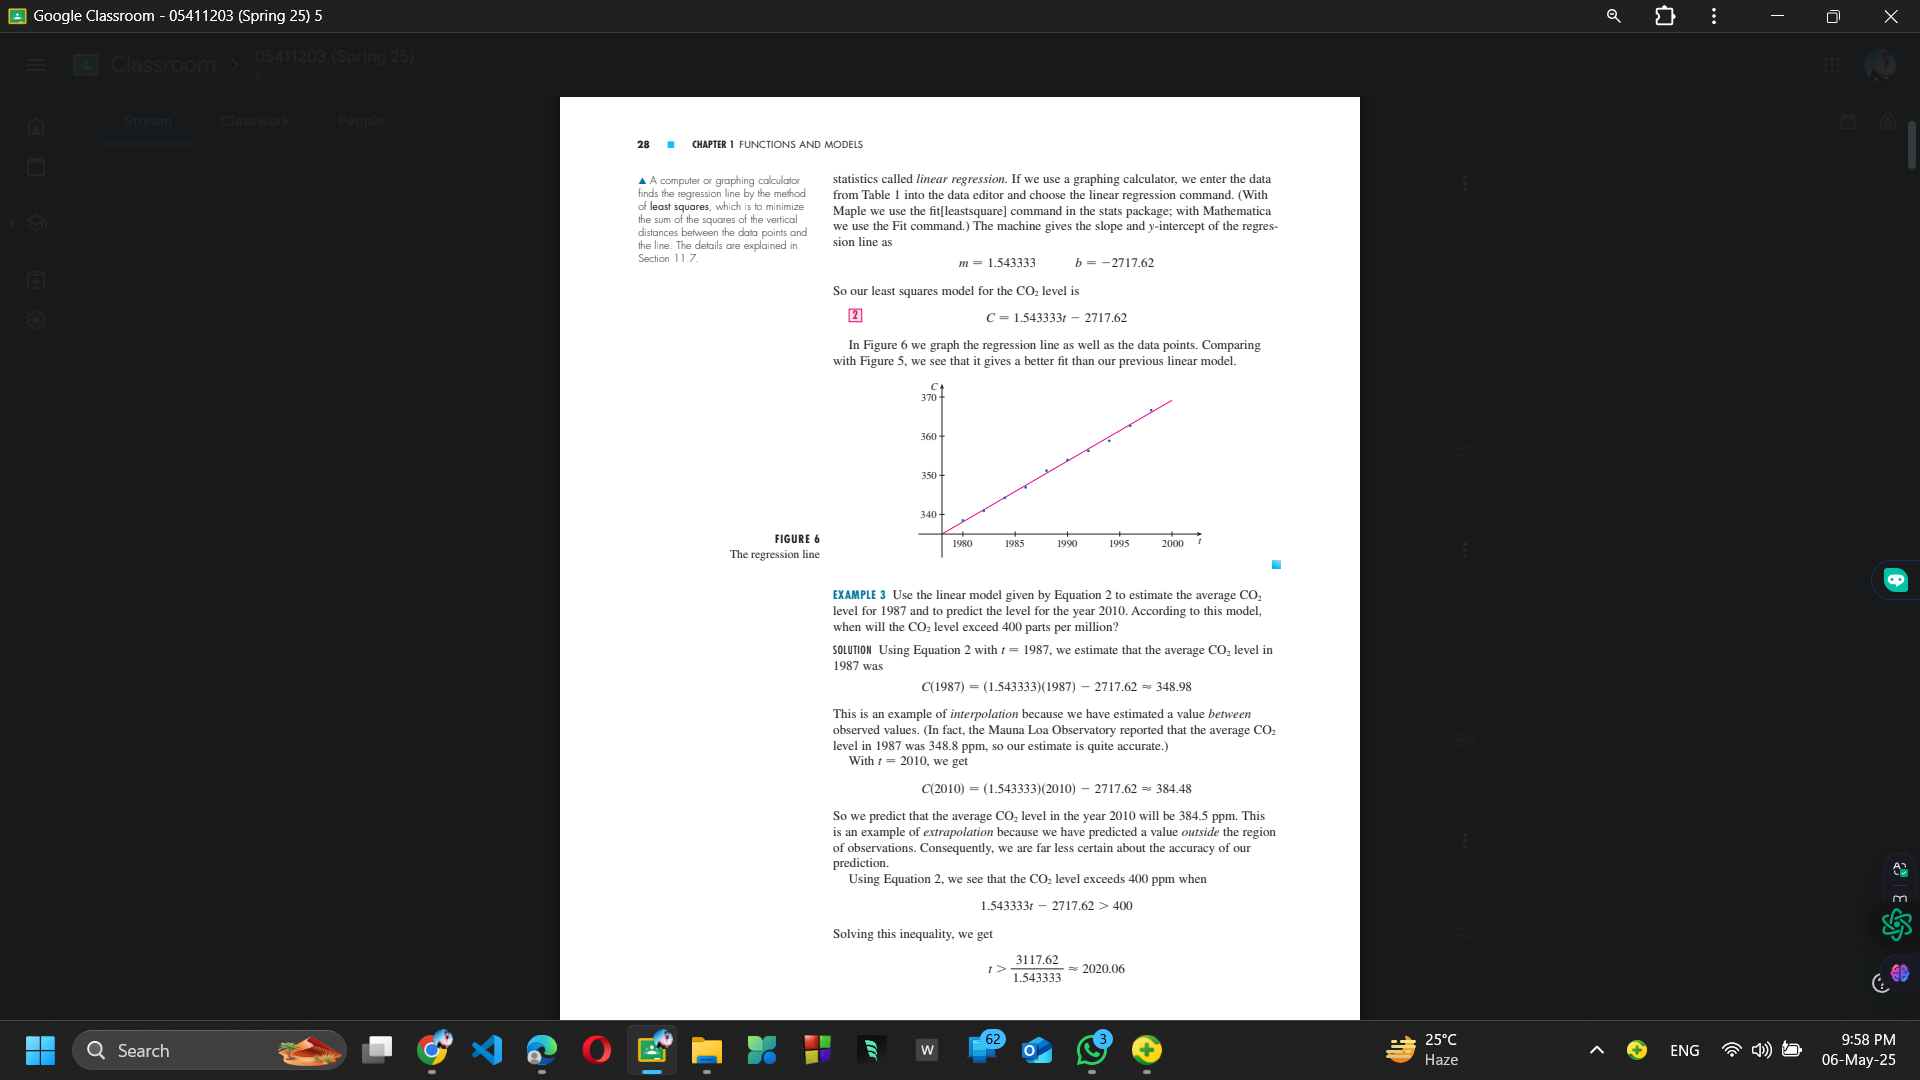 Google Classroom - 05411203 (Spring 25) 5
Classroom
05411203 (Spring 25)
5
Stream
Classwork
People
28 ■ CHAPTER 1 FUNCTIONS AND MODELS
▲ A computer or graphing calculator
finds the regression line by the method
of least squares, which is to minimize
the sum of the squares of the vertical
distances between the data points and
the line. The details are explained in
Section 11.7.
statistics called linear regression. If we use a graphing calculator, we enter the data
from Table 1 into the data editor and choose the linear regression command. (With
Maple we use the fit[leastsquare] command in the stats package; with Mathematica
we use the Fit command.) The machine gives the slope and y-intercept of the regres-
sion line as
m = 1.543333 b = −2717.62
So our least squares model for the CO₂ level is
2 C = 1.543333t − 2717.62
In Figure 6 we graph the regression line as well as the data points. Comparing
with Figure 5, we see that it gives a better fit than our previous linear model.
C
370
360
350
340
1980 1985 1990 1995 2000 t
FIGURE 6
The regression line
EXAMPLE 3 Use the linear model given by Equation 2 to estimate the average CO₂
level for 1987 and to predict the level for the year 2010. According to this model,
when will the CO₂ level exceed 400 parts per million?
SOLUTION Using Equation 2 with t = 1987, we estimate that the average CO₂ level in
1987 was
C(1987) = (1.543333)(1987) − 2717.62 ≈ 348.98
This is an example of interpolation because we have estimated a value between
observed values. (In fact, the Mauna Loa Observatory reported that the average CO₂
level in 1987 was 348.8 ppm, so our estimate is quite accurate.)
With t = 2010, we get
C(2010) = (1.543333)(2010) − 2717.62 ≈ 384.48
So we predict that the average CO₂ level in the year 2010 will be 384.5 ppm. This
is an example of extrapolation because we have predicted a value outside the region
of observations. Consequently, we are far less certain about the accuracy of our
prediction.
Using Equation 2, we see that the CO₂ level exceeds 400 ppm when
1.543333t − 2717.62 > 400
Solving this inequality, we get
t > 3117.62 / 1.543333 ≈ 2020.06
Search
W
62
3
25°C
Haze
ENG
9:58 PM
06-May-25